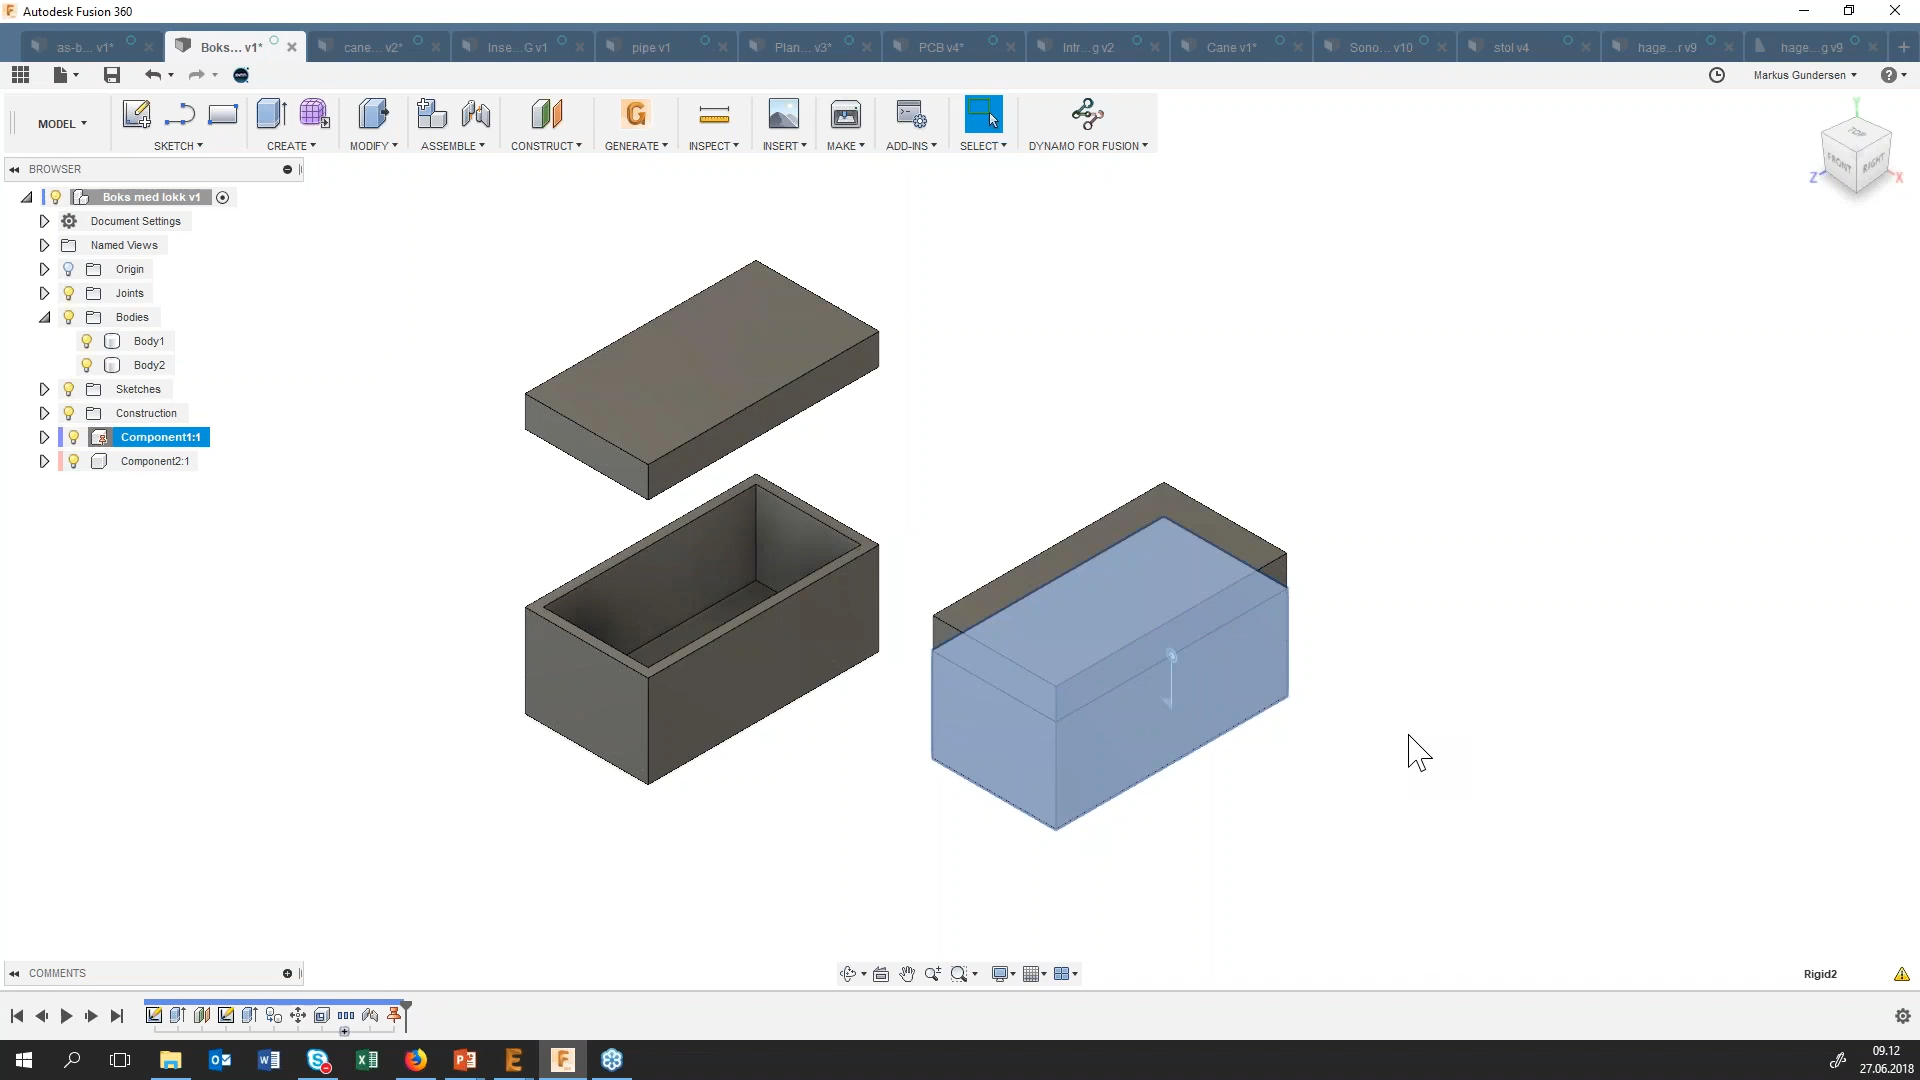 Autodesk Fusion 360
as-b... v1*
Boks... v1*
cane... v2*
Inse...G v1
pipe v1
Plan... v3*
PCB v4*
Intr...g v2
Cane v1*
Sono... v10
stol v4
hage...r v9
hage...g v9
Markus Gundersen
MODEL
SKETCH
CREATE
MODIFY
ASSEMBLE
CONSTRUCT
GENERATE
INSPECT
INSERT
MAKE
ADD-INS
SELECT
DYNAMO FOR FUSION
TOP
FRONT
RIGHT
Y
Z
X
BROWSER
Boks med lokk v1
Document Settings
Named Views
Origin
Joints
Bodies
Body1
Body2
Sketches
Construction
Component1:1
Component2:1
COMMENTS
Rigid2
09.12
27.06.2018